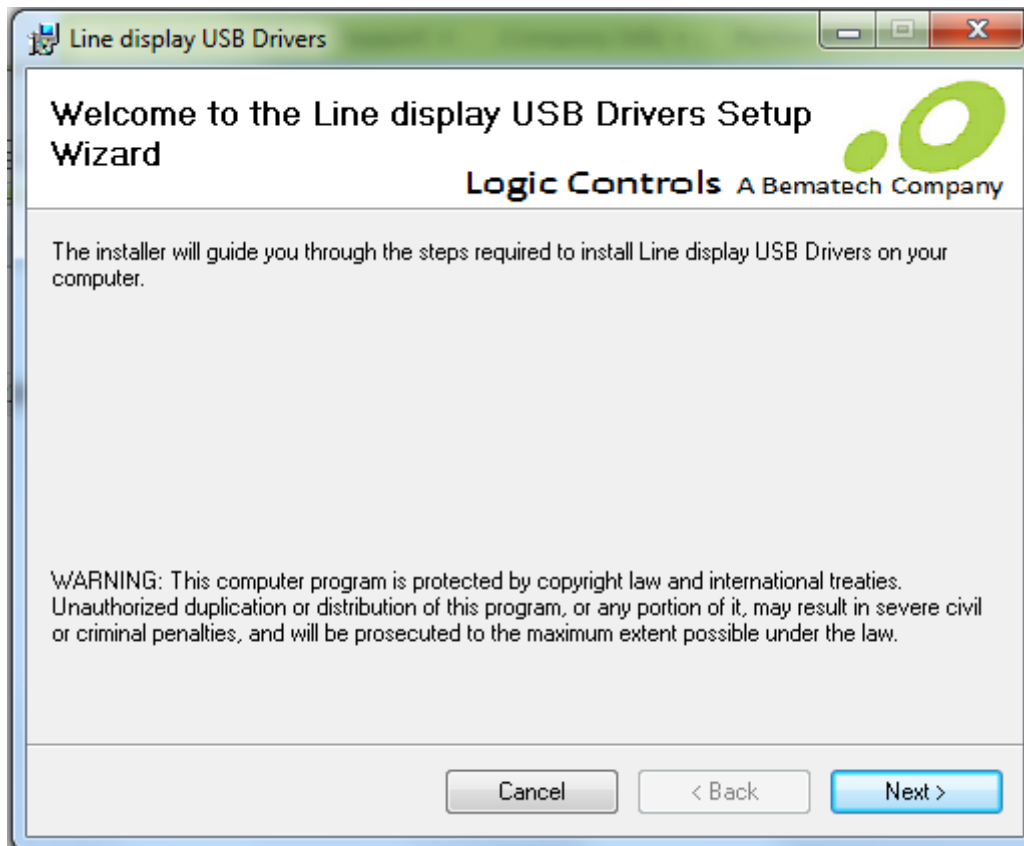 Line display USB Drivers
Welcome to the Line display USB Drivers Setup
Wizard
Logic Controls A Bematech Company
The installer will guide you through the steps required to install Line display USB Drivers on your
computer.
WARNING: This computer program is protected by copyright law and international treaties.
Unauthorized duplication or distribution of this program, or any portion of it, may result in severe civil
or criminal penalties, and will be prosecuted to the maximum extent possible under the law.
Cancel < Back Next >